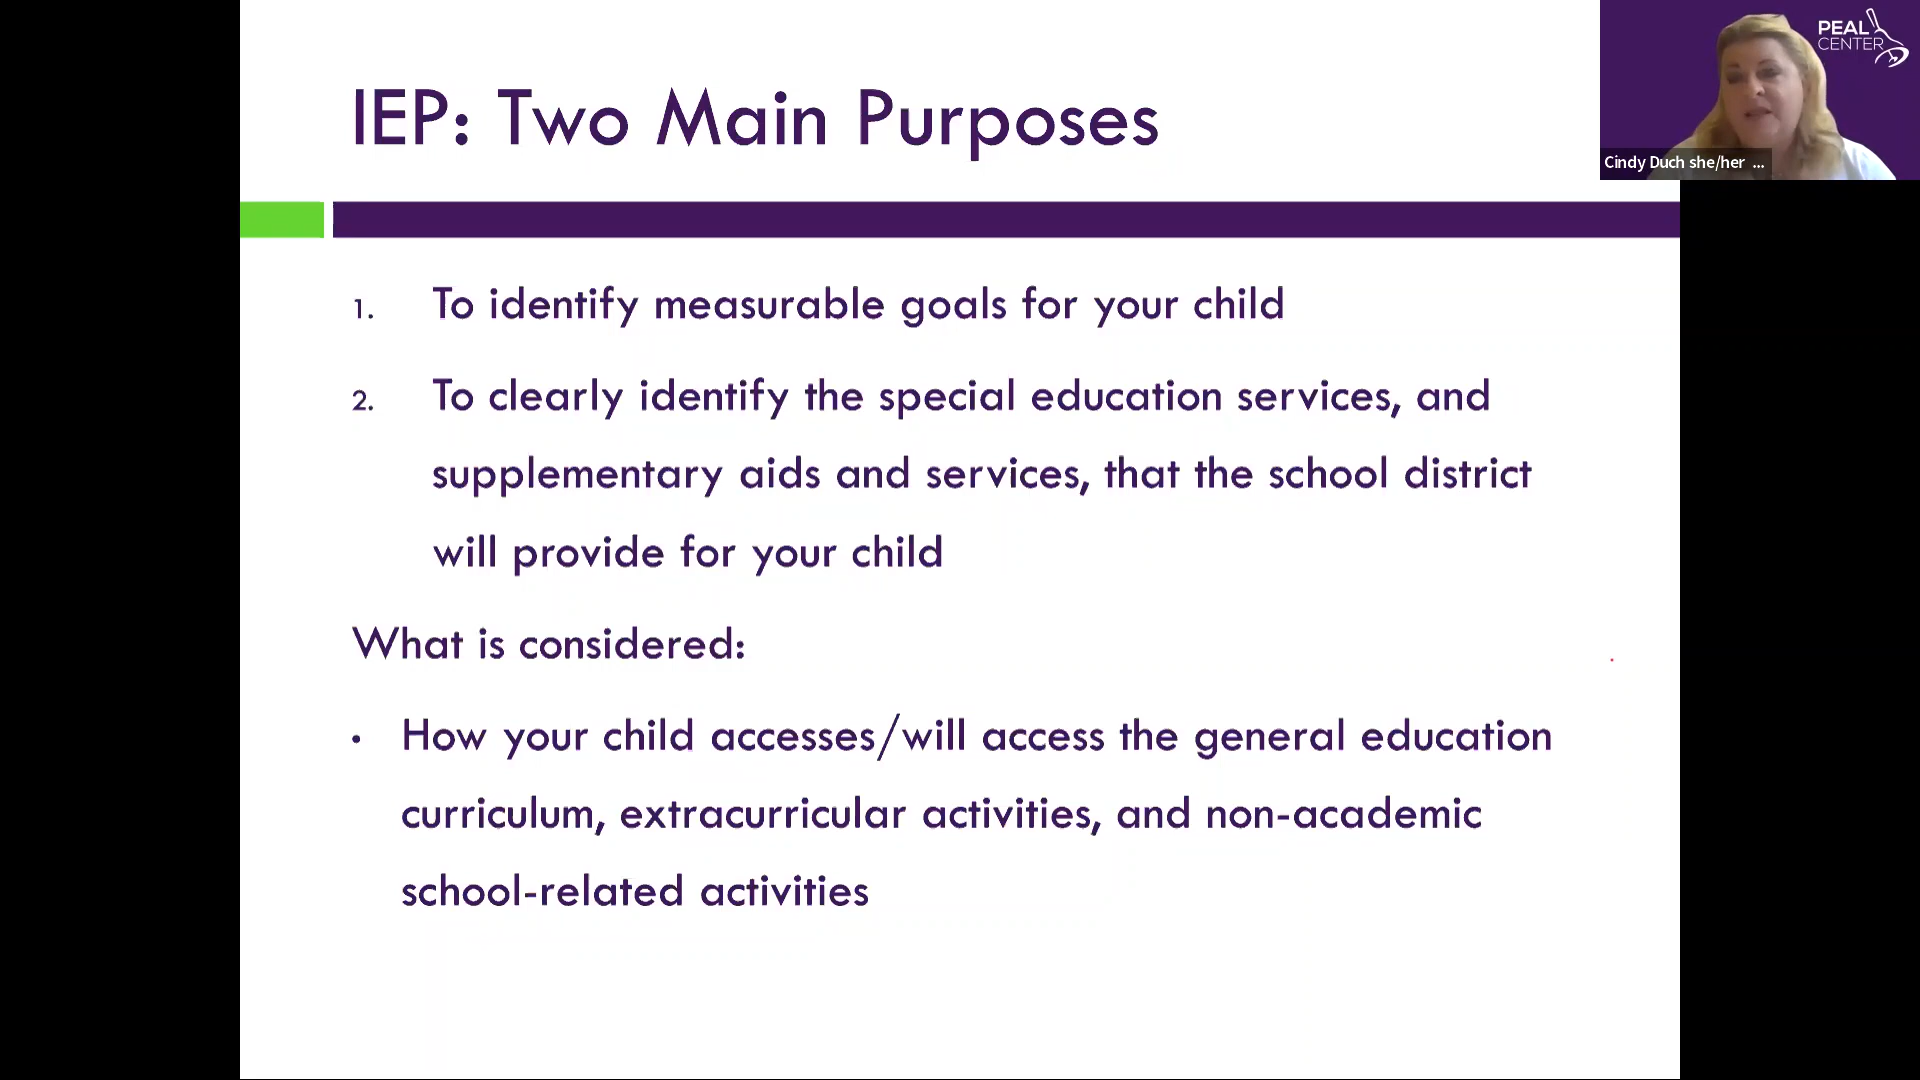 IEP: Two Main Purposes
PEAL
CENTER
Cindy Duch she/her ...
1. To identify measurable goals for your child
2. To clearly identify the special education services, and
supplementary aids and services, that the school district
will provide for your child
What is considered:
• How your child accesses/will access the general education
curriculum, extracurricular activities, and non-academic
school-related activities